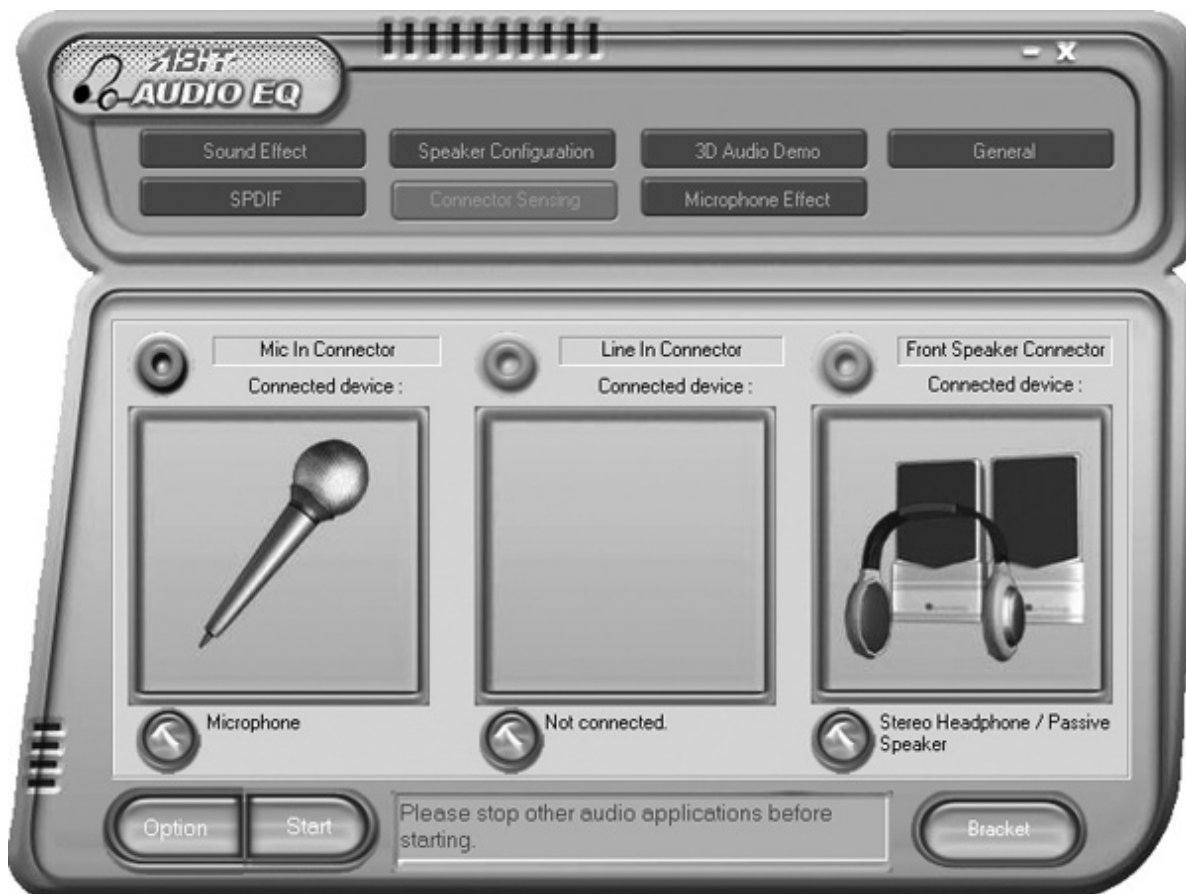 ABIT
AUDIO EQ
Sound Effect
Speaker Configuration
3D Audio Demo
General
SPDIF
Connector Sensing
Microphone Effect
Mic In Connector
Connected device :
Line In Connector
Connected device :
Front Speaker Connector
Connected device :
Microphone
Not connected.
Stereo Headphone / Passive
Speaker
Option
Start
Please stop other audio applications before
starting.
Bracket